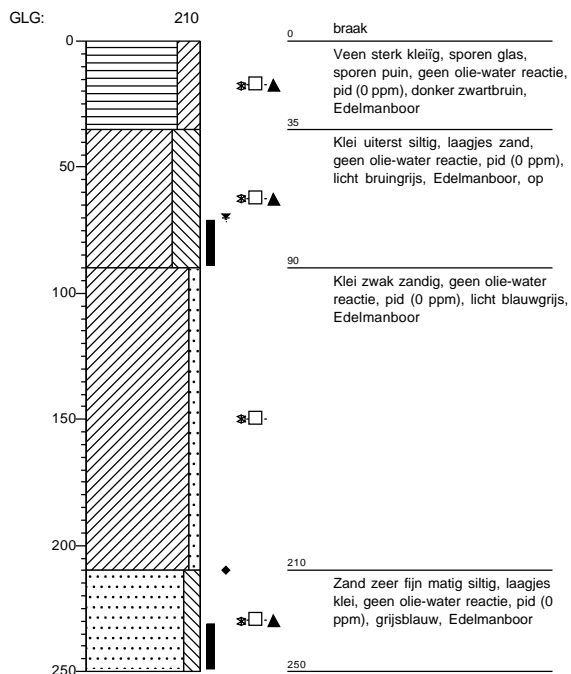 GLG: 210
0
50
100
150
200
250
0 braak
Veen sterk kleiïg, sporen glas,
sporen puin, geen olie-water reactie,
pid (0 ppm), donker zwartbruin,
Edelmanboor
35
Klei uiterst siltig, laagjes zand,
geen olie-water reactie, pid (0 ppm),
licht bruingrijs, Edelmanboor, op
90
Klei zwak zandig, geen olie-water
reactie, pid (0 ppm), licht blauwgrijs,
Edelmanboor
210
Zand zeer fijn matig siltig, laagjes
klei, geen olie-water reactie, pid (0
ppm), grijsblauw, Edelmanboor
250